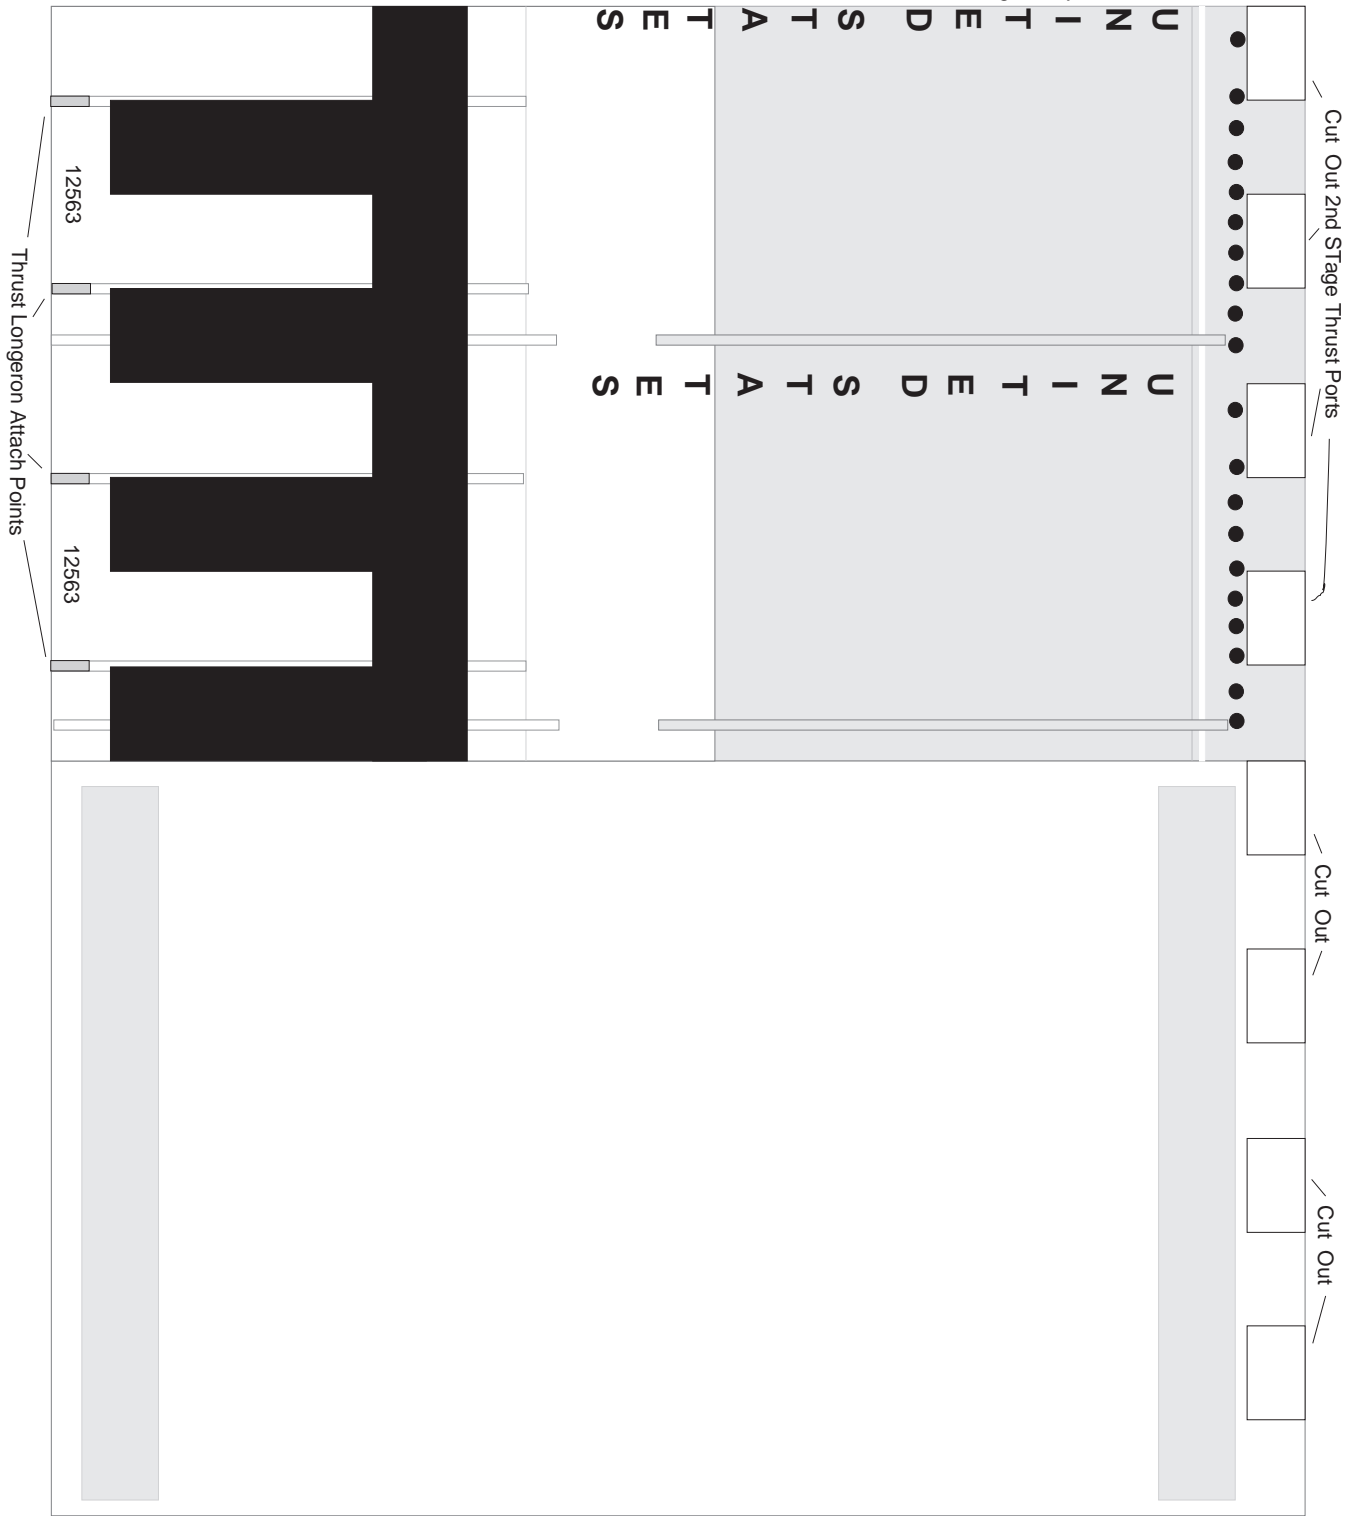 Cut Out 2nd STage Thrust Ports
Cut Out
Cut Out
UNITED STATES
UNITED STATES
12563
12563
Thrust Longeron Attach Points